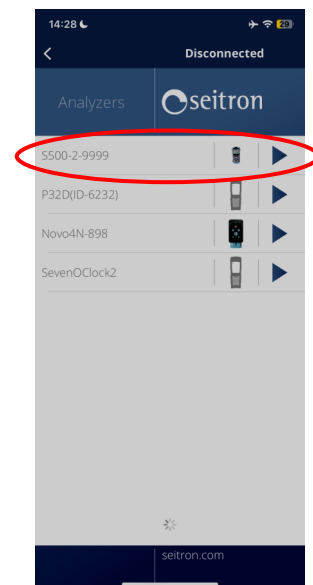 14:28 29
Disconnected
Analyzers seitron
S500-2-9999
P32D(ID-6232)
Novo4N-898
SevenOClock2
seitron.com